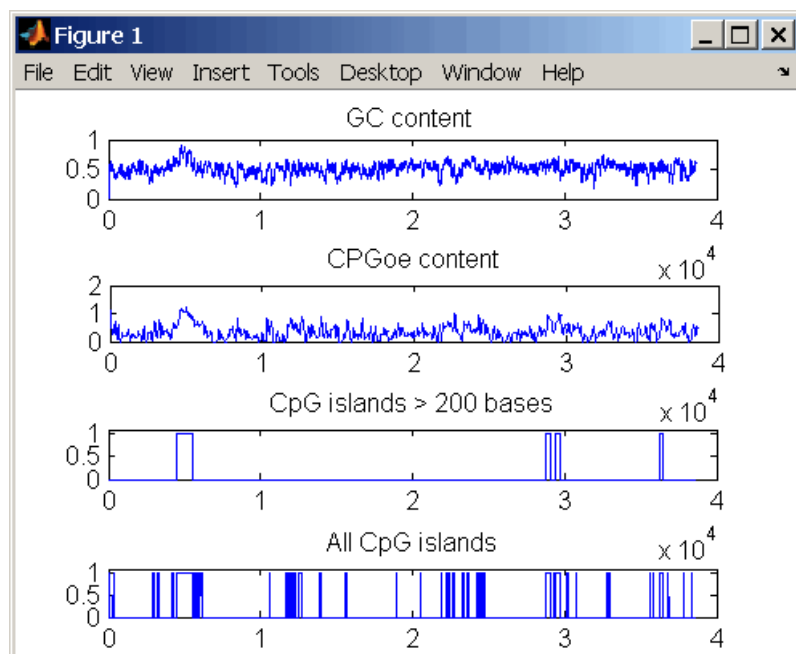 Figure 1
File Edit View Insert Tools Desktop Window Help
GC content
1
0.5
0
0 1 2 3 4
x 10^4
CPGoe content
2
1
0
0 1 2 3 4
x 10^4
CpG islands > 200 bases
1
0.5
0
0 1 2 3 4
x 10^4
All CpG islands
1
0.5
0
0 1 2 3 4